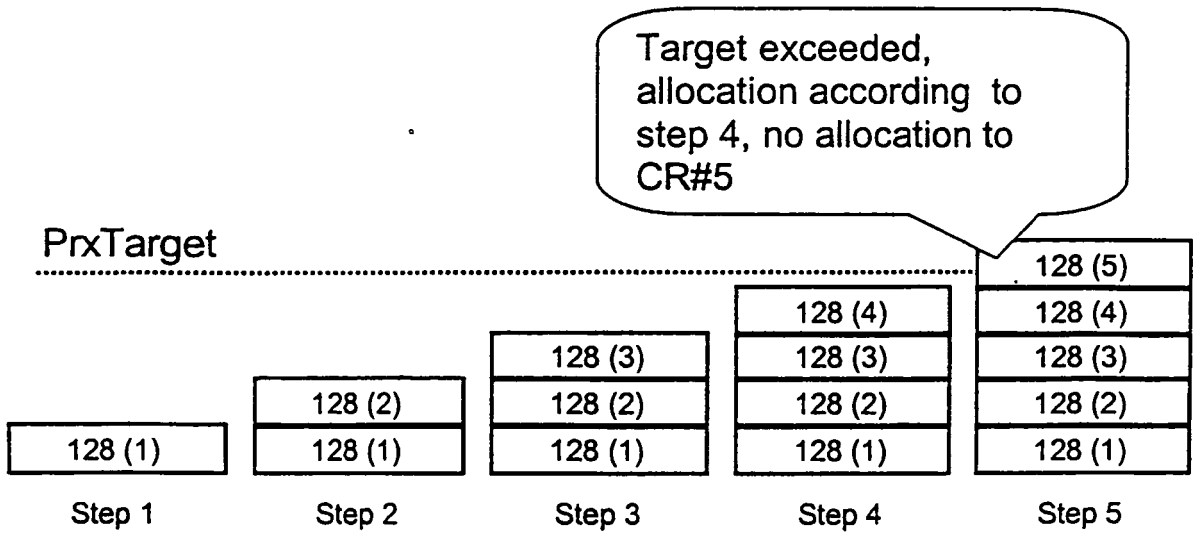 Target exceeded,
allocation according to
step 4, no allocation to
CR#5
PrxTarget
128 (5)
128 (4) 128 (4)
128 (3) 128 (3) 128 (3)
128 (2) 128 (2) 128 (2) 128 (2)
128 (1) 128 (1) 128 (1) 128 (1) 128 (1)
Step 1 Step 2 Step 3 Step 4 Step 5